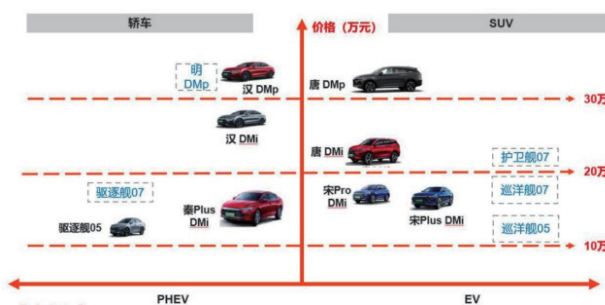 轿车
价格（万元）
SUV
明
DMp
汉 DMp
唐 DMp
30万
汉 DMi
唐 DMi
护卫舰07
20万
驱逐舰07
秦Plus
DMi
宋Pro
DMi
宋Plus DMi
巡洋舰07
驱逐舰05
巡洋舰05
10万
PHEV
EV